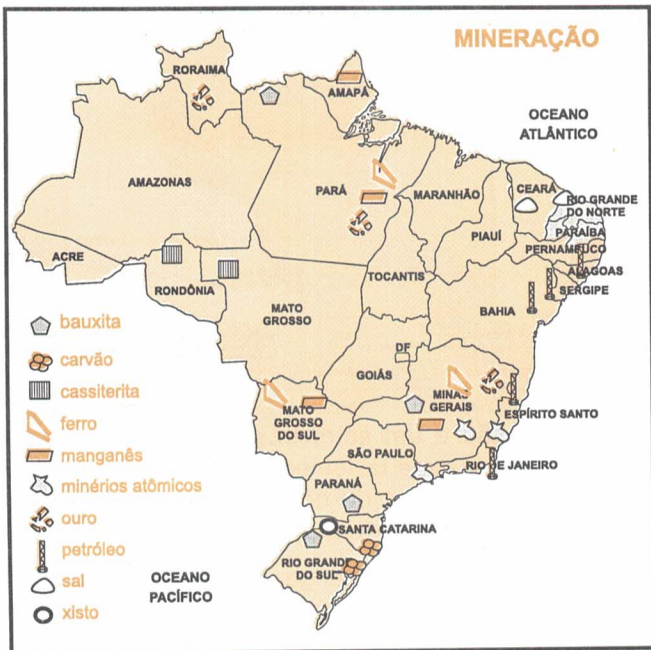 MINERAÇÃO
RORAIMA
AMAPÁ
OCEANO
ATLÂNTICO
AMAZONAS
PARÁ
MARANHÃO
CEARÁ
RIO GRANDE
DO NORTE
PARAÍBA
PIAUÍ
PERNAMFUCO
ACRE
TOCANTIS
ALAGOAS
SERGIPE
RONDÔNIA
MATO
GROSSO
BAHIA
DF
GOIÁS
MINAS
GERAIS
ESPÍRITO SANTO
MATO
GROSSO
DO SUL
SÃO PAULO
RIO DE JANEIRO
PARANÁ
SANTA CATARINA
RIO GRANDE
DO SUL
OCEANO
PACÍFICO
bauxita
carvão
cassiterita
ferro
manganês
minérios atômicos
ouro
petróleo
sal
xisto